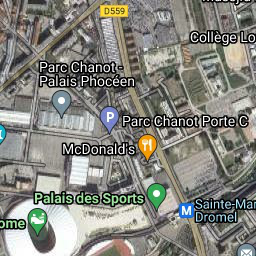 D559
Collège Lo
Parc Chanot -
Palais Phocéen
P
Parc Chanot Porte C
McDonald's
Palais des Sports
Sainte-Mar
M
Dromel
ome